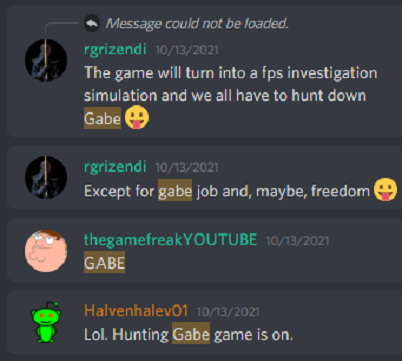 Message could not be loaded.
rgrizendi 10/13/2021
The game will turn into a fps investigation
simulation and we all have to hunt down
Gabe 😛
rgrizendi 10/13/2021
Except for gabe job and, maybe, freedom 😛
thegamefreakYOUTUBE 10/13/2021
GABE
Halvenhalev01 10/13/2021
Lol. Hunting Gabe game is on.